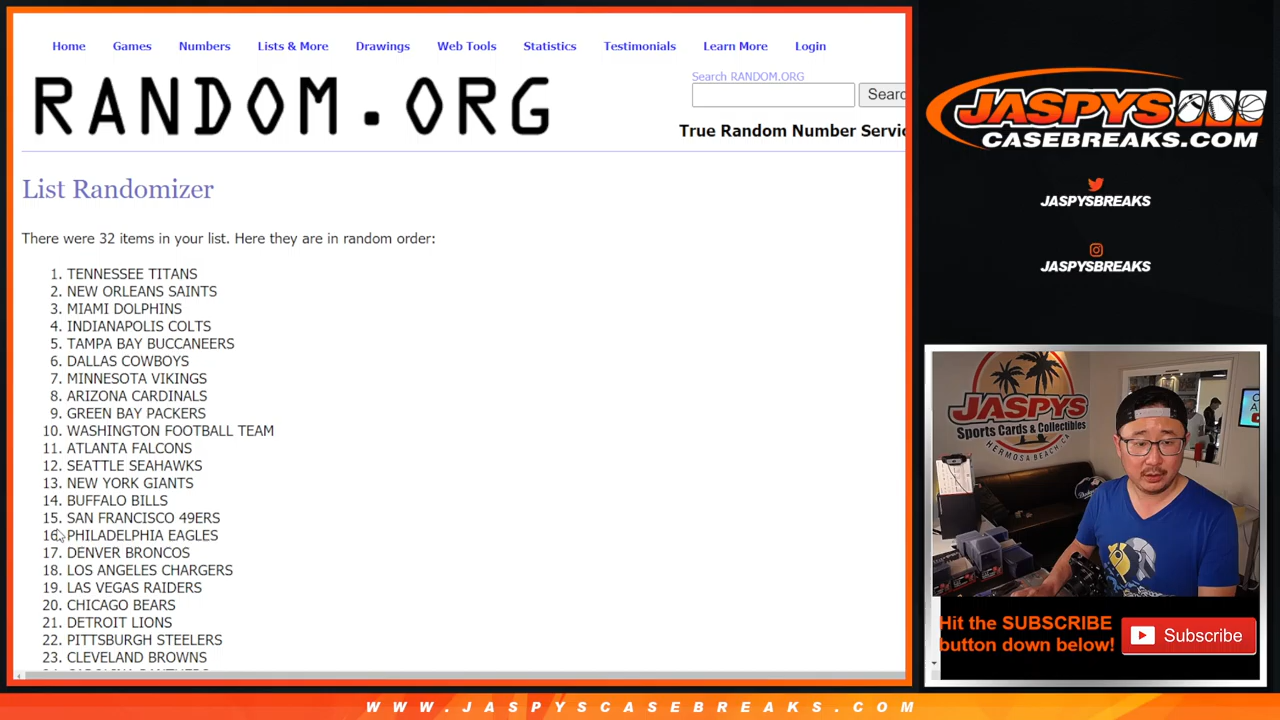 Home Games Numbers Lists & More Drawings Web Tools Statistics Testimonials Learn More Login
RANDOM.ORG
Search RANDOM.ORG
True Random Number Servic
List Randomizer
There were 32 items in your list. Here they are in random order:
1. TENNESSEE TITANS
2. NEW ORLEANS SAINTS
3. MIAMI DOLPHINS
4. INDIANAPOLIS COLTS
5. TAMPA BAY BUCCANEERS
6. DALLAS COWBOYS
7. MINNESOTA VIKINGS
8. ARIZONA CARDINALS
9. GREEN BAY PACKERS
10. WASHINGTON FOOTBALL TEAM
11. ATLANTA FALCONS
12. SEATTLE SEAHAWKS
13. NEW YORK GIANTS
14. BUFFALO BILLS
15. SAN FRANCISCO 49ERS
16. PHILADELPHIA EAGLES
17. DENVER BRONCOS
18. LOS ANGELES CHARGERS
19. LAS VEGAS RAIDERS
20. CHICAGO BEARS
21. DETROIT LIONS
22. PITTSBURGH STEELERS
23. CLEVELAND BROWNS
JASPYS
CASEBREAKS.COM
JASPYSBREAKS
JASPYSBREAKS
JASPYS
Sports Cards & Collectibles
HERMOSA BEACH, CA
Hit the SUBSCRIBE
button down below!
Subscribe
WWW.JASPYSCASEBREAKS.COM